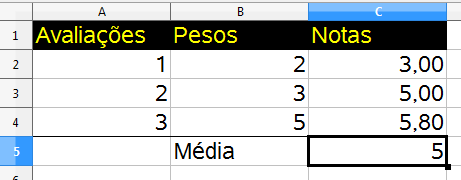 A B C
1 Avaliações Pesos Notas
2 1 2 3,00
3 2 3 5,00
4 3 5 5,80
5 Média 5
6